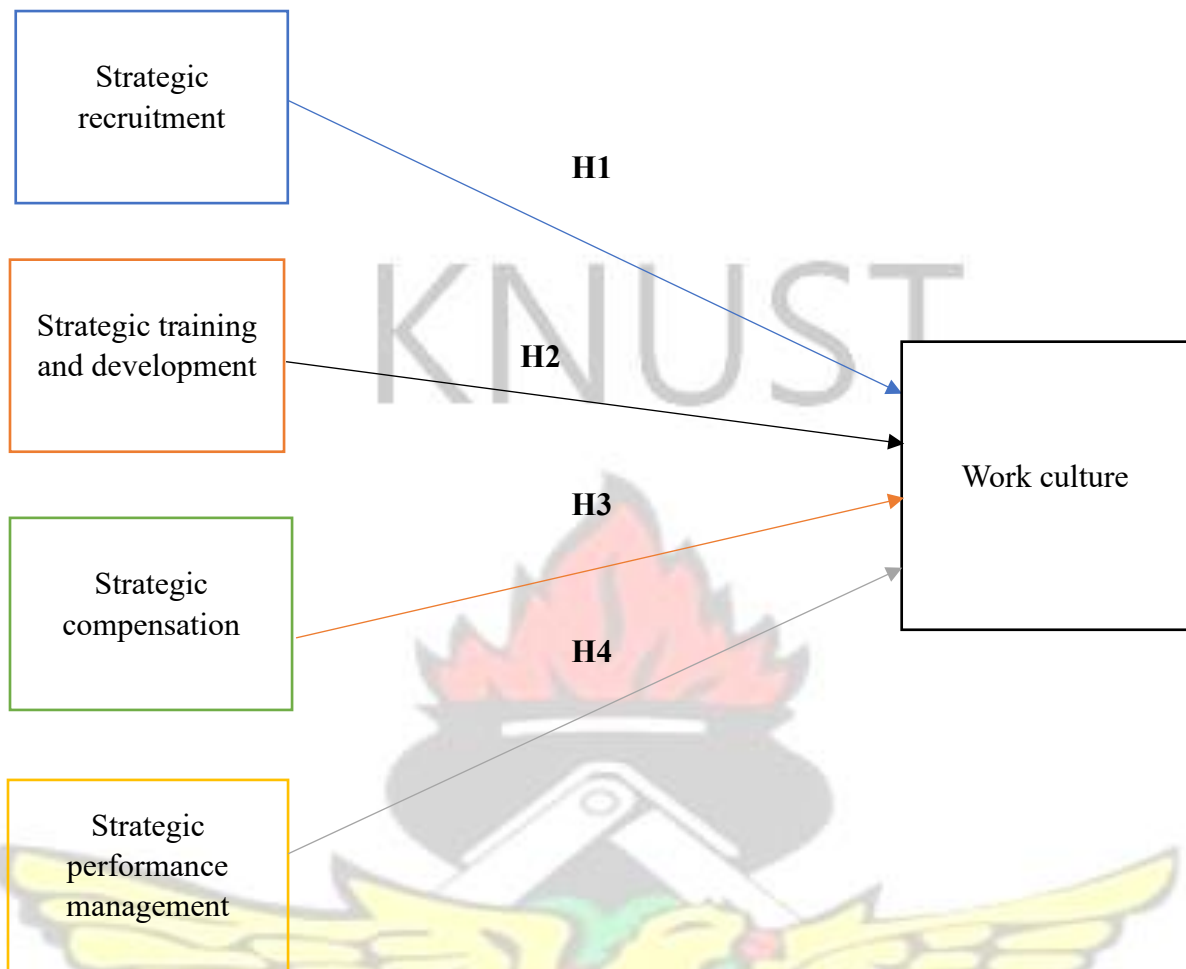 Strategic
recruitment
H1
KNUST
Strategic training
and development
H2
Work culture
H3
Strategic
compensation
H4
Strategic
performance
management